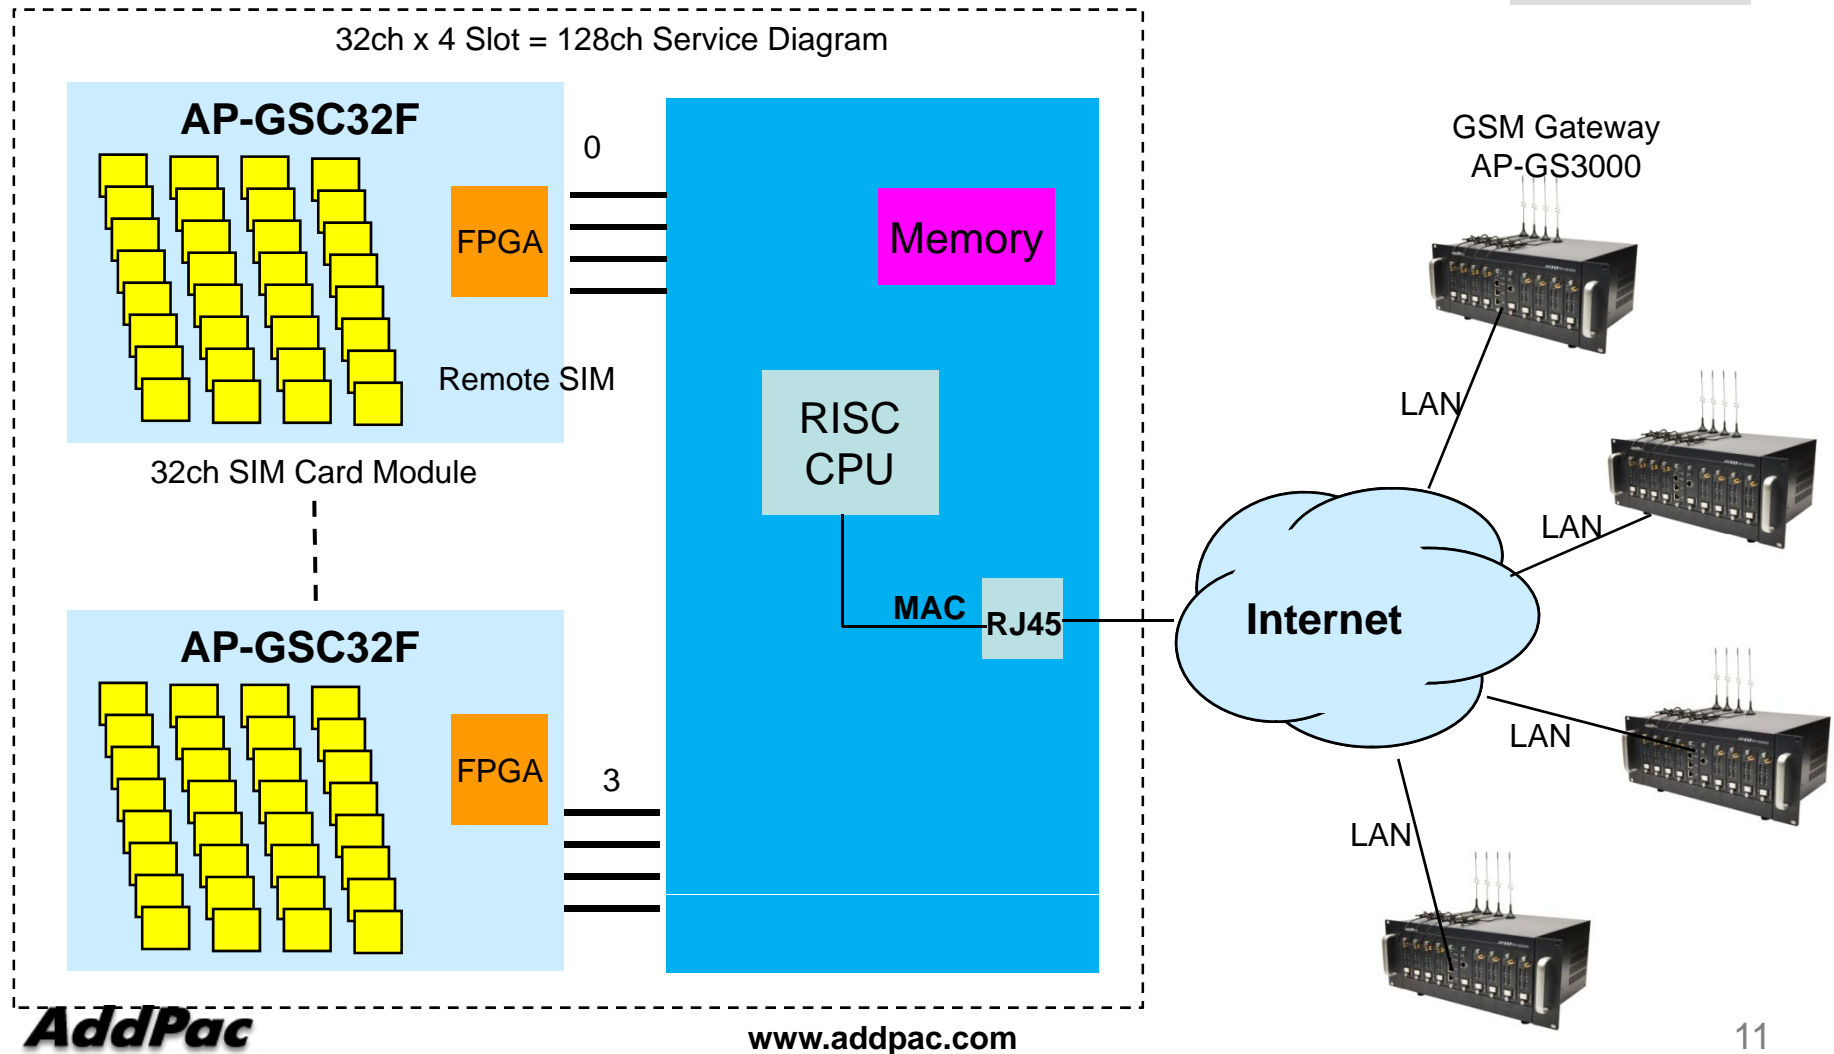 32ch x 4 Slot = 128ch Service Diagram
AP-GSC32F
0
FPGA
Remote SIM
32ch SIM Card Module
AP-GSC32F
FPGA
3
Memory
RISC
CPU
MAC
RJ45
Internet
GSM Gateway
AP-GS3000
LAN
LAN
LAN
LAN
AddPac
www.addpac.com
11